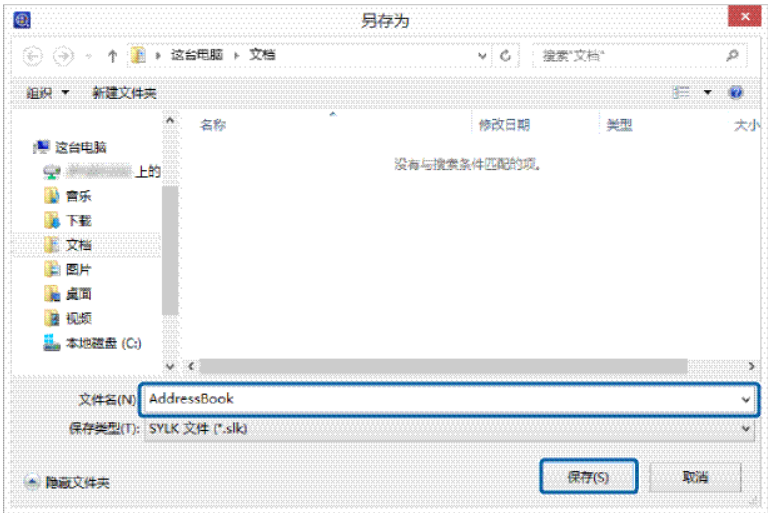 另存为
这台电脑 文档
搜索"文档"
组织 新建文件夹
名称 修改日期 类型 大小
没有与搜索条件匹配的项。
这台电脑
上的
音乐
下载
文档
图片
桌面
视频
本地磁盘 (C:)
文件名(N) AddressBook
保存类型(T): SYLK 文件 (*.slk)
隐藏文件夹 保存(S) 取消